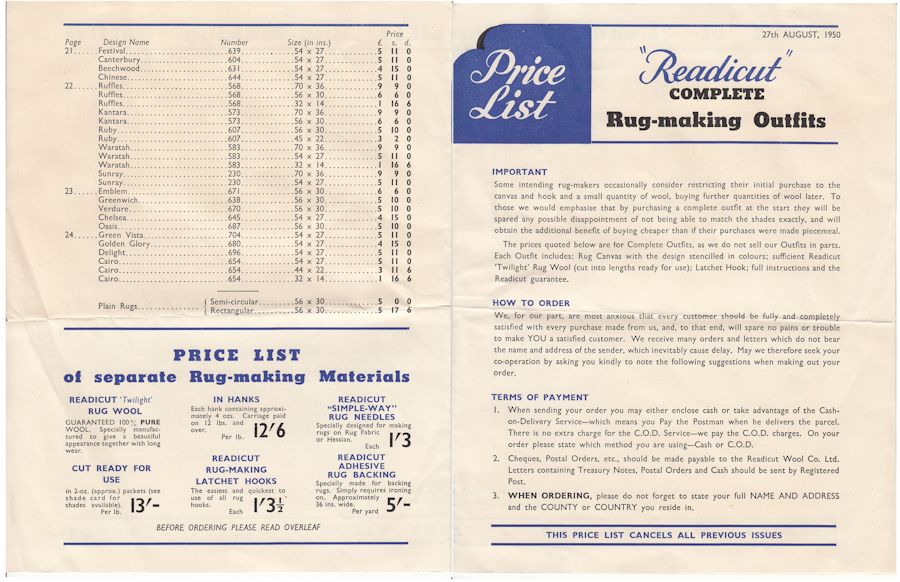 Price
Page Design Name Number Size (in ins.) £ s. d.
21......Festival..........639..........54 x 27..........5 11 0
Canterbury..........604..........54 x 27..........5 11 0
Beechwood..........631..........54 x 27..........4 15 0
Chinese..........644..........54 x 27..........5 11 0
22......Ruffles..........568..........70 x 36..........9 9 0
Ruffles..........568..........56 x 30..........6 6 0
Ruffles..........568..........32 x 14..........1 16 6
Kantara..........573..........70 x 36..........9 9 0
Kantara..........573..........56 x 30..........6 6 0
Ruby..........607..........56 x 30..........5 10 0
Ruby..........607..........45 x 22..........3 2 0
Waratah..........583..........70 x 36..........9 9 0
Waratah..........583..........54 x 27..........5 11 0
Waratah..........583..........32 x 14..........1 16 6
Sunray..........230..........70 x 36..........9 9 0
Sunray..........230..........54 x 27..........5 11 0
23......Emblem..........671..........56 x 30..........6 6 0
Greenwich..........638..........56 x 30..........5 10 0
Verdure..........670..........56 x 30..........5 10 0
Chelsea..........645..........54 x 27..........4 15 0
Oasis..........687..........56 x 30..........5 10 0
24......Green Vista..........704..........54 x 27..........5 11 0
Golden Glory..........680..........54 x 27..........4 15 0
Delight..........696..........54 x 27..........5 11 0
Cairo..........654..........54 x 27..........5 11 0
Cairo..........654..........44 x 22..........3 11 6
Cairo..........654..........32 x 14..........1 16 6
Plain Rugs..........{ Semi-circular..........56 x 30..........5 0 0
{ Rectangular..........56 x 30..........5 17 6
PRICE LIST
of separate Rug-making Materials
READICUT 'Twilight'
RUG WOOL
GUARANTEED 100% PURE
WOOL. Specially manufac-
tured to give a beautiful
appearance together with long
wear.
CUT READY FOR
USE
in 2-oz. (approx.) packets (see
shade card for
shades available).
Per lb. 13/-
IN HANKS
Each hank containing approxi-
mately 4 ozs. Carriage paid
on 12 lbs. and
over.
Per lb. 12'6
READICUT
RUG-MAKING
LATCHET HOOKS
The easiest and quickest to
use of all rug
hooks.
Each 1'3½
READICUT
"SIMPLE-WAY"
RUG NEEDLES
Specially designed for making
rugs on Rug Fabric
or Hessian.
Each 1'3
READICUT
ADHESIVE
RUG BACKING
Specially made for backing
rugs. Simply requires ironing
on. Approximately
36 ins. wide.
Per yard 5'-
BEFORE ORDERING PLEASE READ OVERLEAF
27th AUGUST, 1950
Price
List
"Readicut"
COMPLETE
Rug-making Outfits
IMPORTANT
Some intending rug-makers occasionally consider restricting their initial purchase to the
canvas and hook and a small quantity of wool, buying further quantities of wool later. To
those we would emphasise that by purchasing a complete outfit at the start they will be
spared any possible disappointment of not being able to match the shades exactly, and will
obtain the additional benefit of buying cheaper than if their purchases were made piecemeal.
The prices quoted below are for Complete Outfits, as we do not sell our Outfits in parts.
Each Outfit includes: Rug Canvas with the design stencilled in colours; sufficient Readicut
'Twilight' Rug Wool (cut into lengths ready for use); Latchet Hook; full instructions and the
Readicut guarantee.
HOW TO ORDER
We, for our part, are most anxious that every customer should be fully and completely
satisfied with every purchase made from us, and, to that end, will spare no pains or trouble
to make YOU a satisfied customer. We receive many orders and letters which do not bear
the name and address of the sender, which inevitably cause delay. May we therefore seek your
co-operation by asking you kindly to note the following suggestions when making out your
order.
TERMS OF PAYMENT
1. When sending your order you may either enclose cash or take advantage of the Cash-
on-Delivery Service—which means you Pay the Postman when he delivers the parcel.
There is no extra charge for the C.O.D. Service—we pay the C.O.D. charges. On your
order please state which method you are using—Cash or C.O.D.
2. Cheques, Postal Orders, etc., should be made payable to the Readicut Wool Co. Ltd.
Letters containing Treasury Notes, Postal Orders and Cash should be sent by Registered
Post.
3. WHEN ORDERING, please do not forget to state your full NAME AND ADDRESS
and the COUNTY or COUNTRY you reside in.
THIS PRICE LIST CANCELS ALL PREVIOUS ISSUES